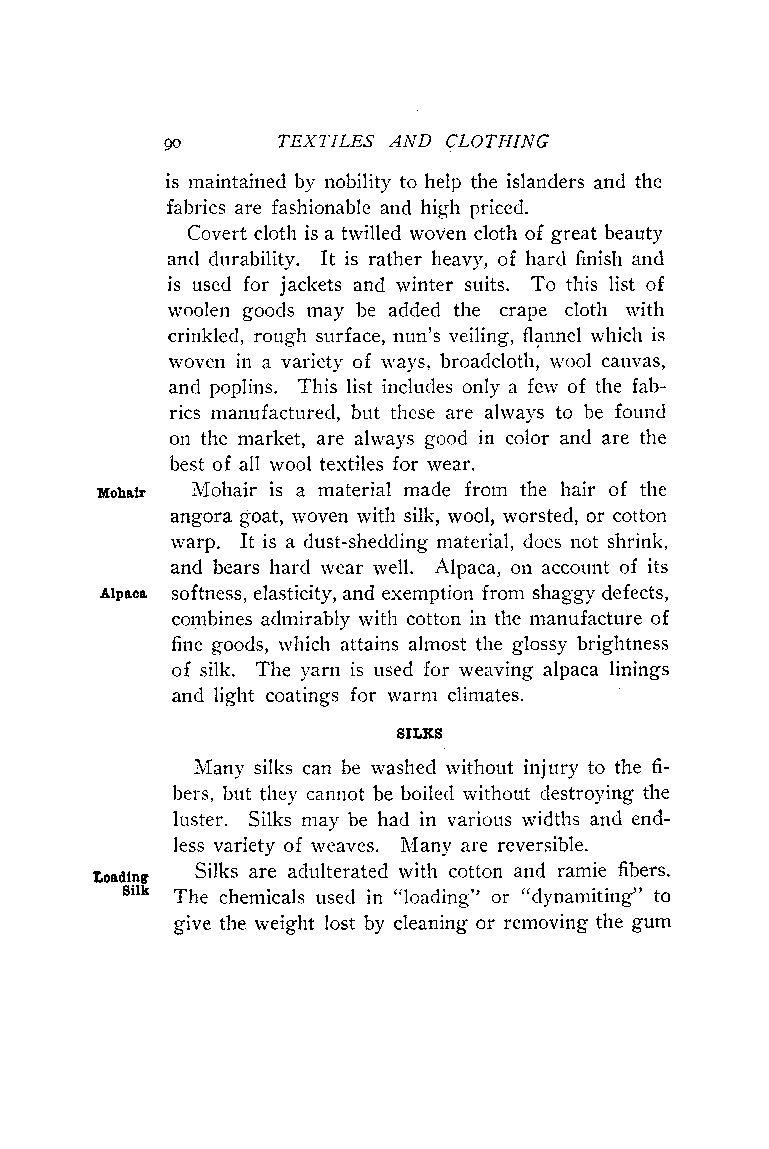 90 TEXTILES AND CLOTHING
is maintained by nobility to help the islanders and the
fabrics are fashionable and high priced.
Covert cloth is a twilled woven cloth of great beauty
and durability. It is rather heavy, of hard finish and
is used for jackets and winter suits. To this list of
woolen goods may be added the crape cloth with
crinkled, rough surface, nun's veiling, flannel which is
woven in a variety of ways, broadcloth, wool canvas,
and poplins. This list includes only a few of the fab-
rics manufactured, but these are always to be found
on the market, are always good in color and are the
best of all wool textiles for wear.
Mohair
Mohair is a material made from the hair of the
angora goat, woven with silk, wool, worsted, or cotton
warp. It is a dust-shedding material, does not shrink,
and bears hard wear well. Alpaca, on account of its
Alpaca
softness, elasticity, and exemption from shaggy defects,
combines admirably with cotton in the manufacture of
fine goods, which attains almost the glossy brightness
of silk. The yarn is used for weaving alpaca linings
and light coatings for warm climates.
SILKS
Many silks can be washed without injury to the fi-
bers, but they cannot be boiled without destroying the
luster. Silks may be had in various widths and end-
less variety of weaves. Many are reversible.
Loading
Silk
Silks are adulterated with cotton and ramie fibers.
The chemicals used in "loading" or "dynamiting" to
give the weight lost by cleaning or removing the gum